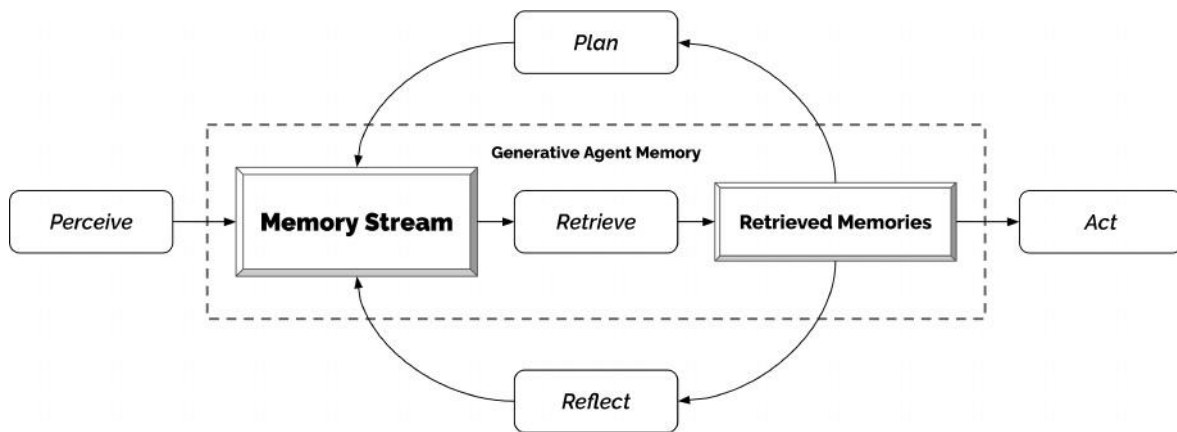 Plan
Generative Agent Memory
Perceive
Memory Stream
Retrieve
Retrieved Memories
Act
Reflect